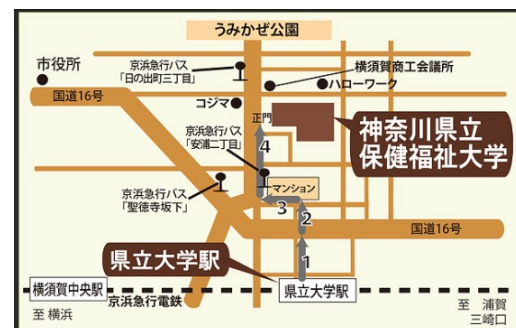 うみかぜ公園
市役所
京浜急行バス
「日の出町三丁目」
横須賀商工会議所
ハローワーク
国道16号
コジマ
正門
神奈川県立
保健福祉大学
京浜急行バス
「安浦二丁目」
4
マンション
京浜急行バス
「聖徳寺坂下」
3
2
国道16号
県立大学駅
1
横須賀中央駅
県立大学駅
京浜急行電鉄
至 横浜
至 浦賀
三崎口